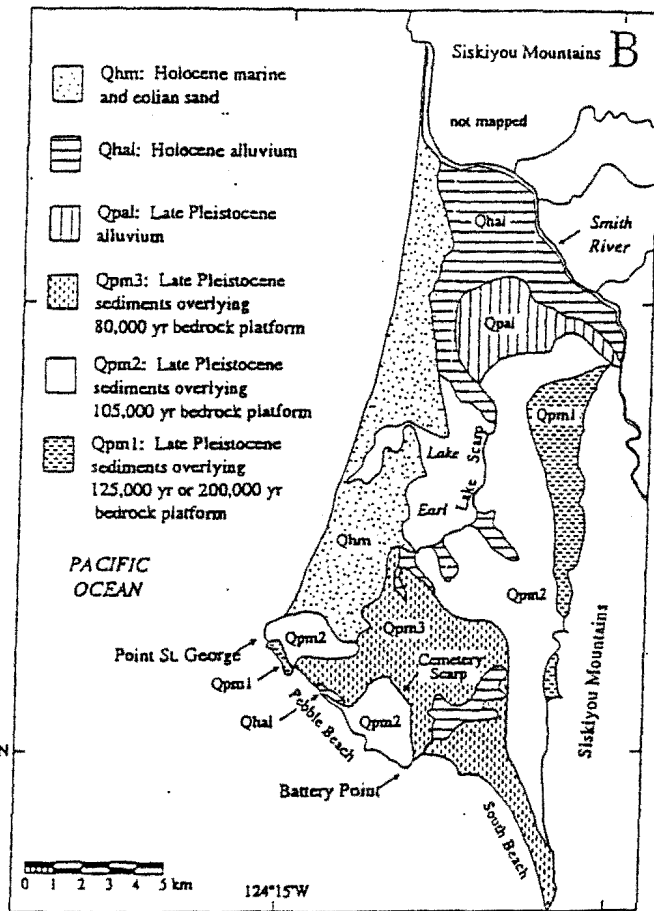 Siskiyou Mountains B
Qhm: Holocene marine
and eolian sand
not mapped
Qhal: Holocene alluvium
Qhal
Smith
River
Qpal: Late Pleistocene
alluvium
Qpm3: Late Pleistocene
sediments overlying
80,000 yr bedrock platform
Qpal
Qpm2: Late Pleistocene
sediments overlying
105,000 yr bedrock platform
Qpm1
Qpm1: Late Pleistocene
sediments overlying
125,000 yr or 200,000 yr
bedrock platform
Lake
Earl
Lake Scarp
Qhm
PACIFIC
OCEAN
Qpm2
Siskiyou Mountains
Qpm2
Qpm3
Point St. George
Cemetery
Scarp
Qpm1
Qhal
Pebble Beach
Qpm2
Battery Point
South Beach
0 1 2 3 4 5 km
124°15'W